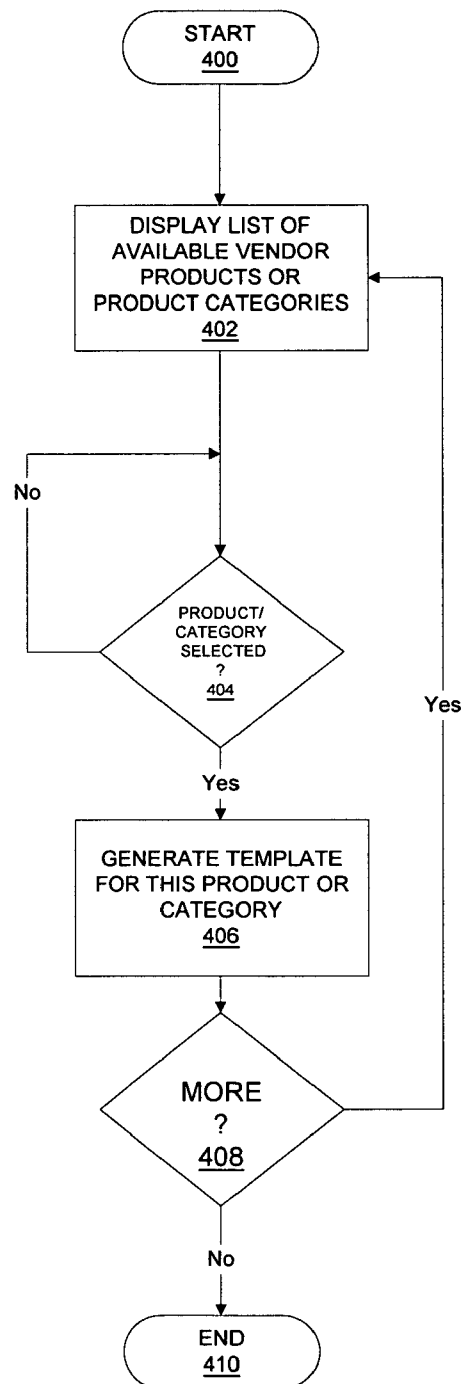 START
400
DISPLAY LIST OF
AVAILABLE VENDOR
PRODUCTS OR
PRODUCT CATEGORIES
402
No
PRODUCT/
CATEGORY
SELECTED
?
404
Yes
Yes
GENERATE TEMPLATE
FOR THIS PRODUCT OR
CATEGORY
406
MORE
?
408
No
END
410